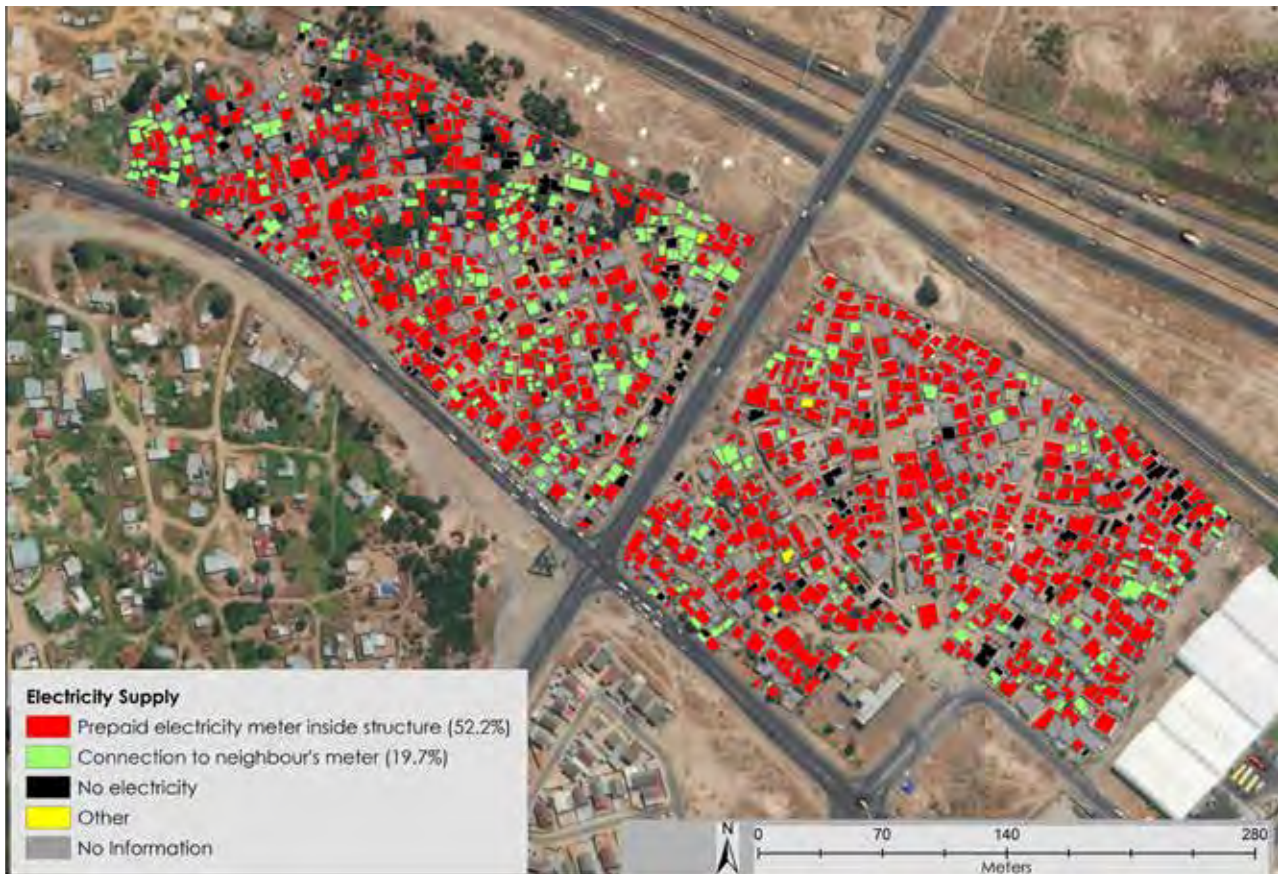 Electricity Supply
Prepaid electricity meter inside structure (52.2%)
Connection to neighbour's meter (19.7%)
No electricity
Other
No Information
N
0 70 140 280
Meters